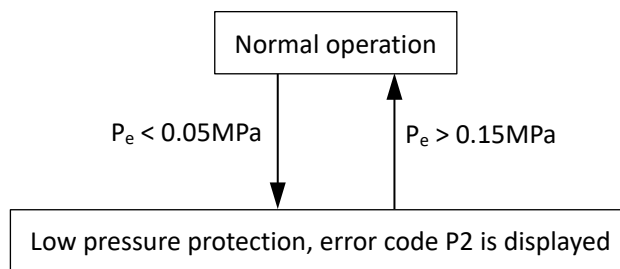 Normal operation
Pₑ < 0.05MPa
Pₑ > 0.15MPa
Low pressure protection, error code P2 is displayed